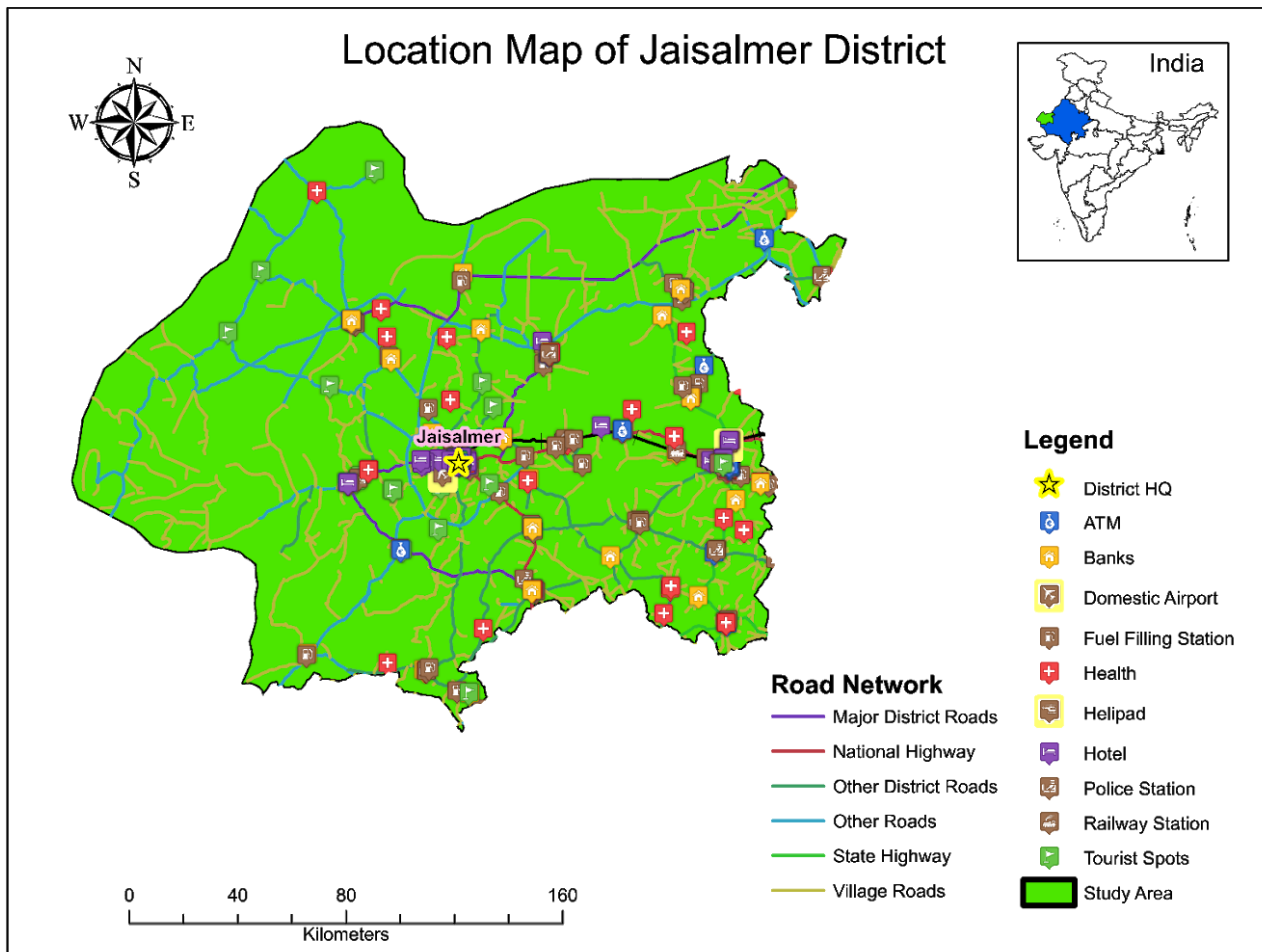 Location Map of Jaisalmer District
India
N
W E
S
Jaisalmer
Legend
District HQ
ATM
Banks
Domestic Airport
Fuel Filling Station
Health
Helipad
Hotel
Police Station
Railway Station
Tourist Spots
Study Area
Road Network
Major District Roads
National Highway
Other District Roads
Other Roads
State Highway
Village Roads
0 40 80 160
Kilometers